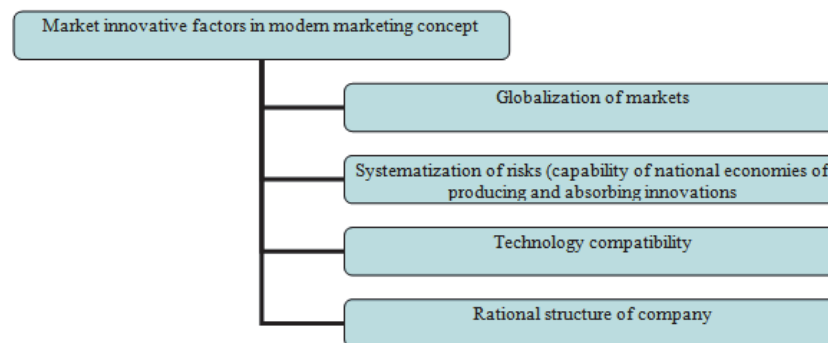 Market innovative factors in modern marketing concept
Globalization of markets
Systematization of risks (capability of national economies of
producing and absorbing innovations
Technology compatibility
Rational structure of company